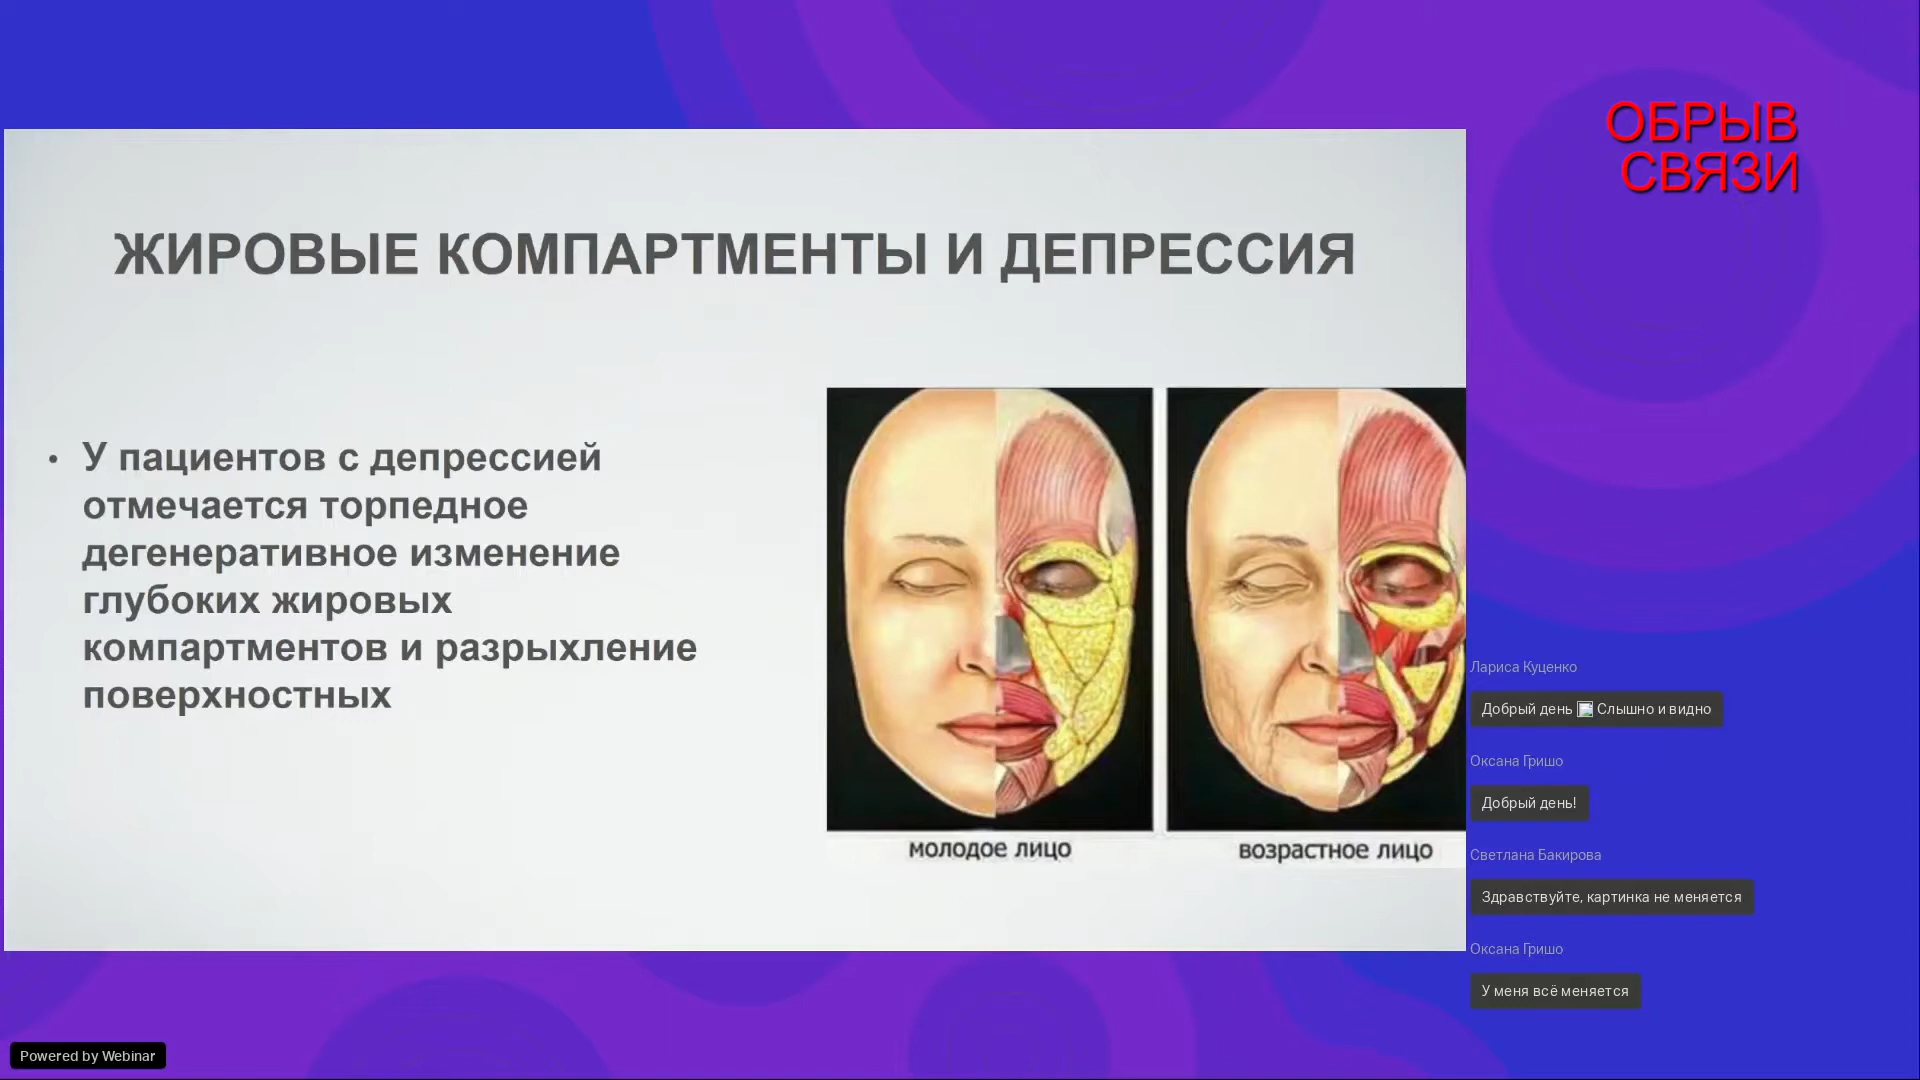 ОБРЫВ
СВЯЗИ
ЖИРОВЫЕ КОМПАРТМЕНТЫ И ДЕПРЕССИЯ
• У пациентов с депрессией
отмечается торпедное
дегенеративное изменение
глубоких жировых
компартментов и разрыхление
поверхностных
молодое лицо
возрастное лицо
Лариса Куценко
Добрый день Слышно и видно
Оксана Гришо
Добрый день!
Светлана Бакирова
Здравствуйте, картинка не меняется
Оксана Гришо
У меня всё меняется
Powered by Webinar